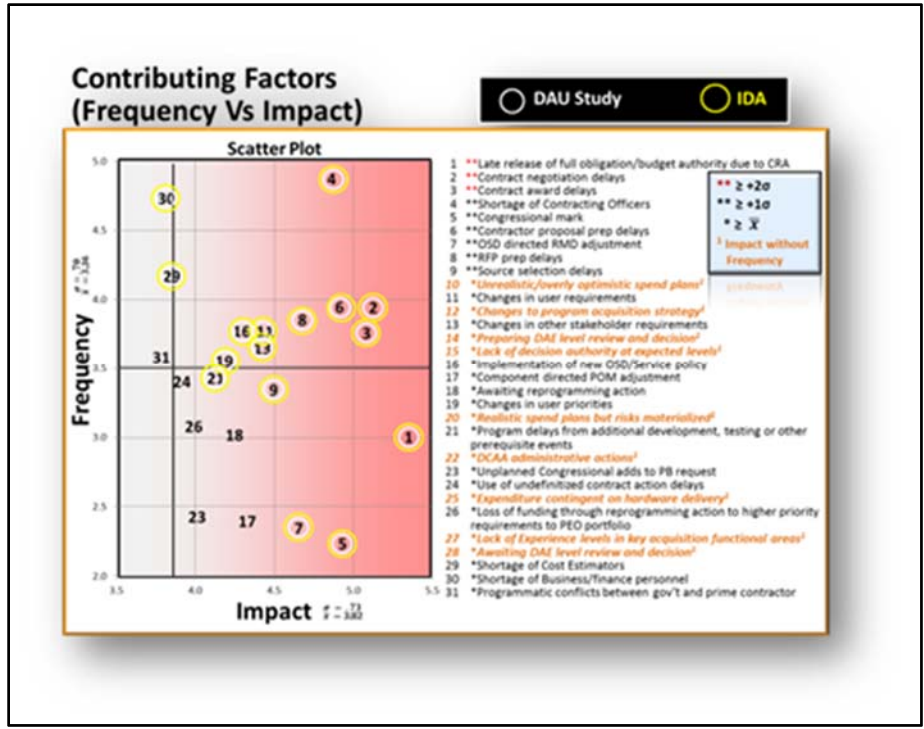 Contributing Factors
(Frequency Vs Impact)
DAU Study
IDA
Scatter Plot
5.0
4.5
4.0
3.5
3.0
2.5
2.0
Frequency
3.5
4.0
4.5
5.0
5.5
Impact
σ = .73
x̄ = 3.82
4
30
29
6
2
8
16
11
3
13
31
19
21
24
9
26
18
1
23
17
7
5
1 **Late release of full obligation/budget authority due to CRA
2 **Contract negotiation delays
3 **Contract award delays
4 **Shortage of Contracting Officers
5 **Congressional mark
6 **Contractor proposal prep delays
7 **OSD directed RMD adjustment
8 **RFP prep delays
9 **Source selection delays
10 *Unrealistic/overly optimistic spend plans¹
11 *Changes in user requirements
12 *Changes to program acquisition strategy¹
13 *Changes in other stakeholder requirements
14 *Preparing DAE level review and decision¹
15 *Lack of decision authority at expected levels¹
16 *Implementation of new OSD/Service policy
17 *Component directed POM adjustment
18 *Awaiting reprogramming action
19 *Changes in user priorities
20 *Realistic spend plans but risks materialized¹
21 *Program delays from additional development, testing or other
prerequisite events
22 *DCAA administrative actions¹
23 *Unplanned Congressional adds to PB request
24 *Use of undefinitized contract action delays
25 *Expenditure contingent on hardware delivery¹
26 *Loss of funding through reprogramming action to higher priority
requirements to PEO portfolio
27 *Lack of Experience levels in key acquisition functional areas¹
28 *Awaiting DAE level review and decision¹
29 *Shortage of Cost Estimators
30 *Shortage of Business/finance personnel
31 *Programmatic conflicts between gov't and prime contractor
** ≥ +2σ
** ≥ +1σ
* ≥ x̄
¹ Impact without
Frequency